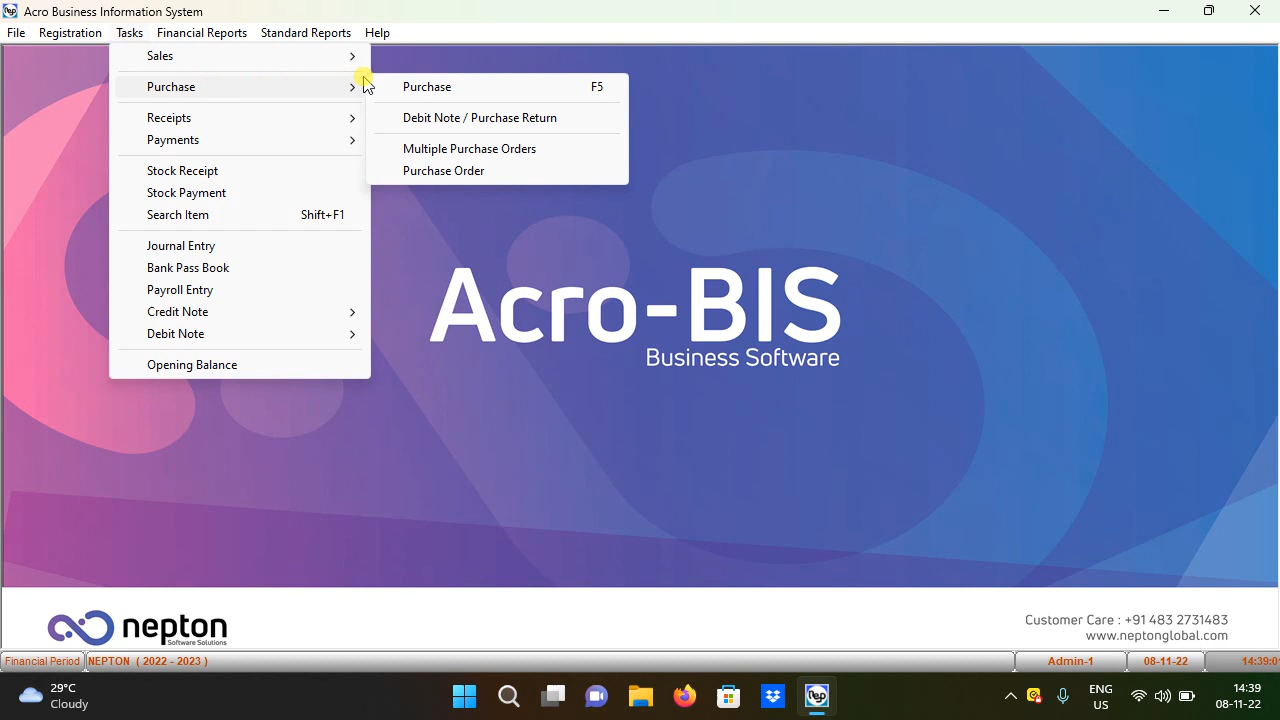 Acro Business Information System
File Registration Tasks Financial Reports Standard Reports Help
Sales
Purchase
Receipts
Payments
Stock Receipt
Stock Payment
Search Item Shift+F1
Journal Entry
Bank Pass Book
Payroll Entry
Credit Note
Debit Note
Opening Balance
Purchase F5
Debit Note / Purchase Return
Multiple Purchase Orders
Purchase Order
Acro-BIS
Business Software
nepton
Software Solutions
Customer Care : +91 483 2731483
www.neptonglobal.com
Financial Period NEPTON ( 2022 - 2023 ) Admin-1 08-11-22 14:39:0
29°C
Cloudy
ENG
US
14:39
08-11-22